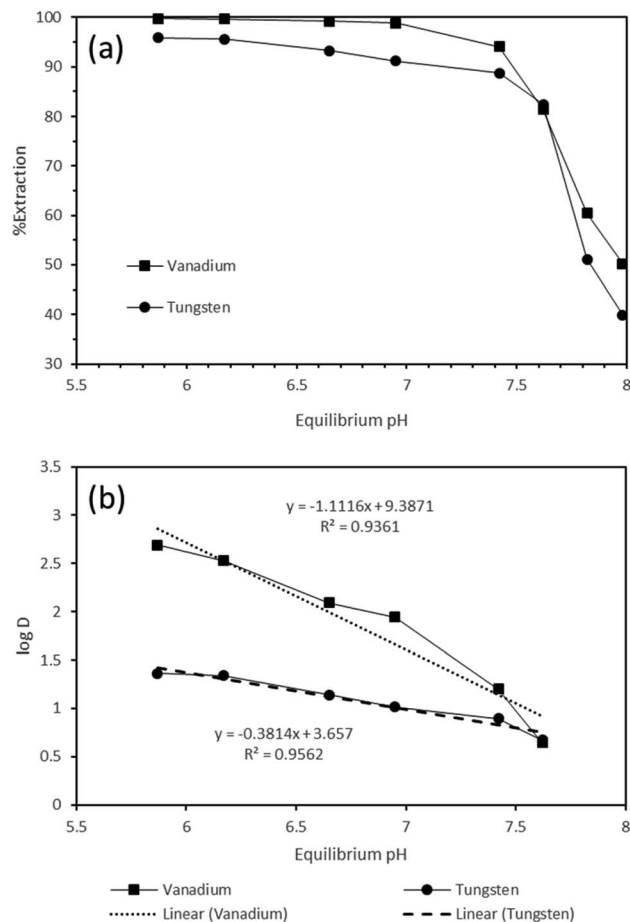 100
(a)
90
80
70
%Extraction
60
50
Vanadium
40
Tungsten
30
5.5 6 6.5 7 7.5 8
Equilibrium pH
3.5
(b)
y = -1.1116x + 9.3871
R² = 0.9361
3
2.5
2
log D
1.5
1
y = -0.3814x + 3.657
R² = 0.9562
0.5
0
5.5 6 6.5 7 7.5 8
Equilibrium pH
Vanadium Tungsten
Linear (Vanadium) Linear (Tungsten)